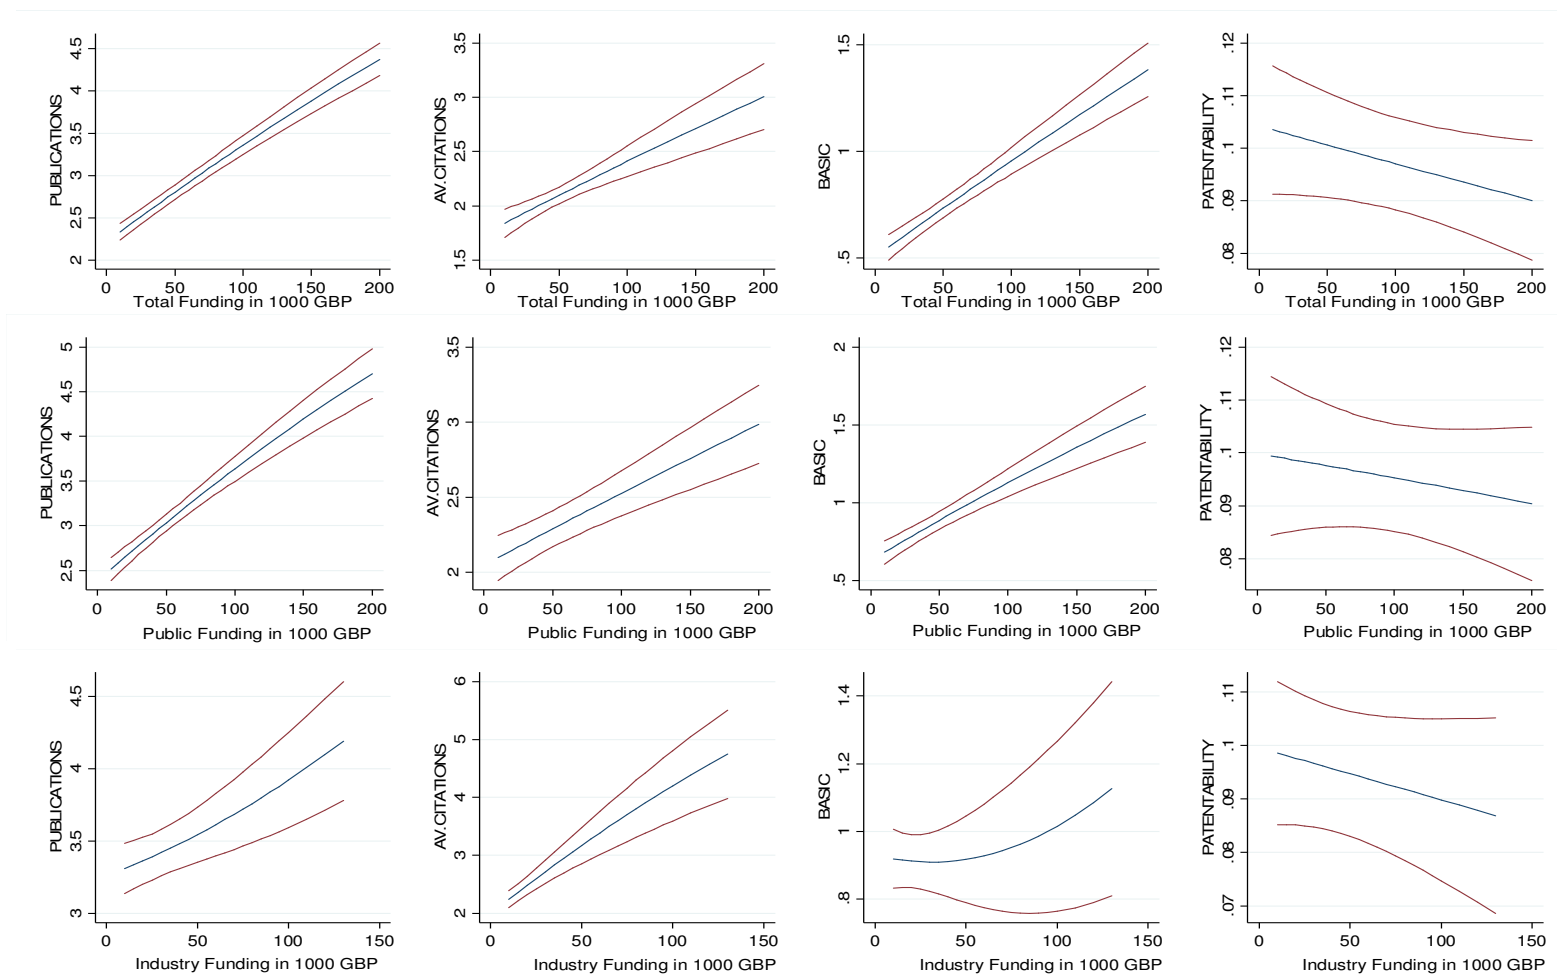 PUBLICATIONS
4.5
4
3.5
3
2.5
2
0 50 100 150 200
Total Funding in 1000 GBP
AV.CITATIONS
3.5
3
2.5
2
1.5
0 50 100 150 200
Total Funding in 1000 GBP
BASIC
1.5
1
.5
0 50 100 150 200
Total Funding in 1000 GBP
PATENTABILITY
.12
.11
.1
.09
.08
0 50 100 150 200
Total Funding in 1000 GBP
PUBLICATIONS
5
4.5
4
3.5
3
2.5
0 50 100 150 200
Public Funding in 1000 GBP
AV.CITATIONS
3.5
3
2.5
2
0 50 100 150 200
Public Funding in 1000 GBP
BASIC
2
1.5
1
.5
0 50 100 150 200
Public Funding in 1000 GBP
PATENTABILITY
.12
.11
.1
.09
.08
0 50 100 150 200
Public Funding in 1000 GBP
PUBLICATIONS
4.5
4
3.5
3
0 50 100 150
Industry Funding in 1000 GBP
AV.CITATIONS
6
5
4
3
2
0 50 100 150
Industry Funding in 1000 GBP
BASIC
1.4
1.2
1
.8
0 50 100 150
Industry Funding in 1000 GBP
PATENTABILITY
.11
.1
.09
.08
.07
0 50 100 150
Industry Funding in 1000 GBP